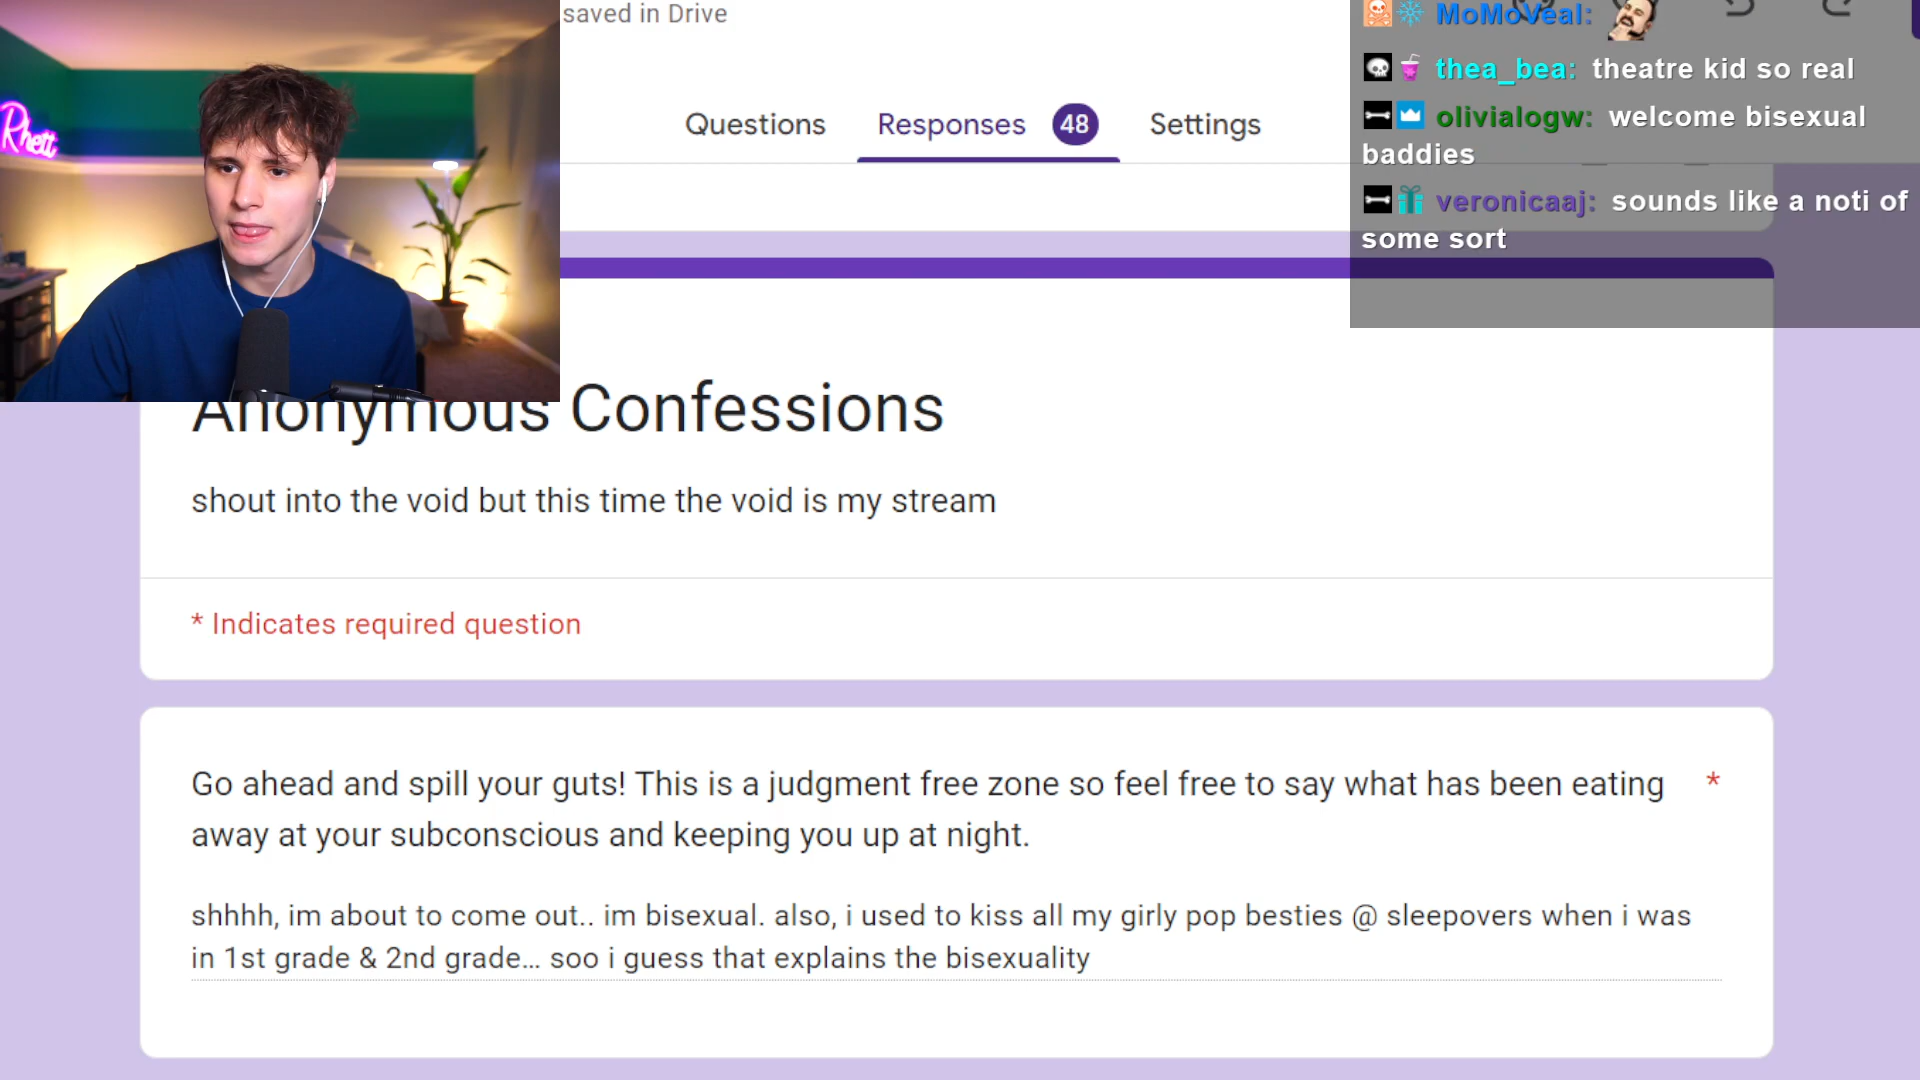 saved in Drive
MoMoVeal:
thea_bea: theatre kid so real
olivialogw: welcome bisexual
baddies
veronicaaj: sounds like a noti of
some sort
Rhett
Questions Responses 48 Settings
Anonymous Confessions
shout into the void but this time the void is my stream
* Indicates required question
Go ahead and spill your guts! This is a judgment free zone so feel free to say what has been eating *
away at your subconscious and keeping you up at night.
shhhh, im about to come out.. im bisexual. also, i used to kiss all my girly pop besties @ sleepovers when i was
in 1st grade & 2nd grade... soo i guess that explains the bisexuality